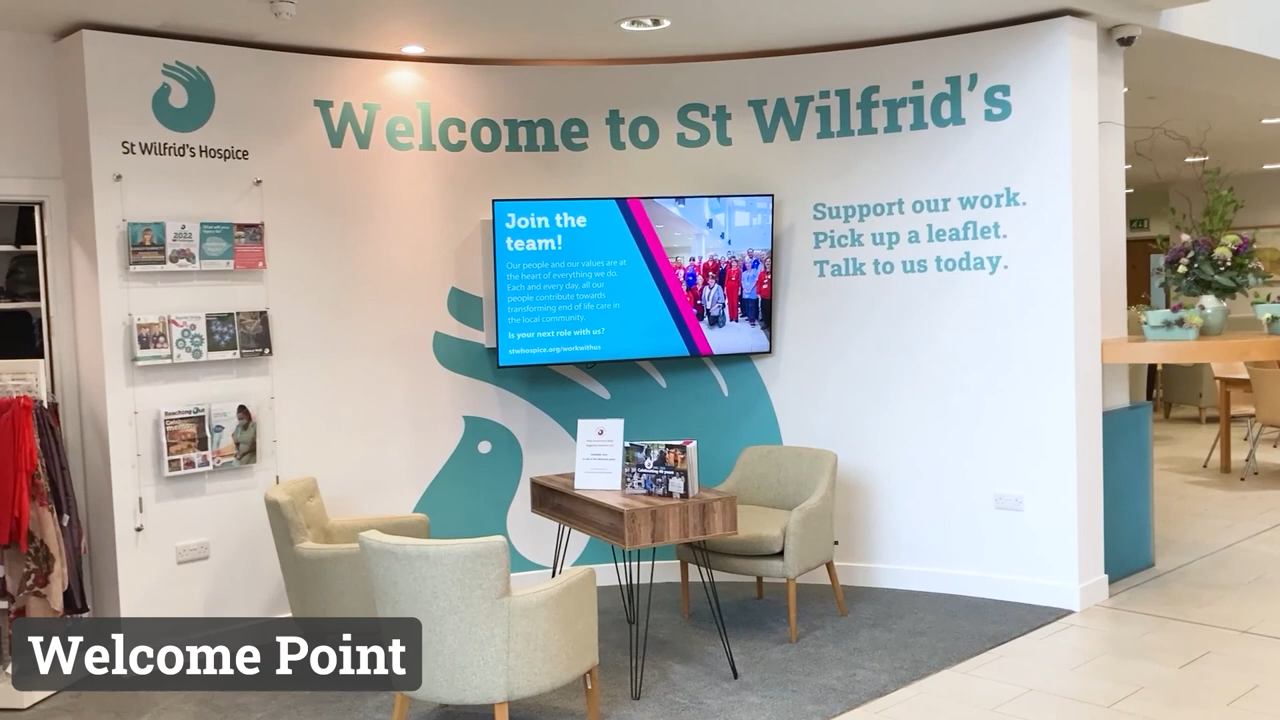 Welcome to St Wilfrid's
St Wilfrid's Hospice
Support our work.
Pick up a leaflet.
Talk to us today.
Join the
team!
Our people and our values are at
the heart of everything we do.
Each and every day, all our
people contribute towards
transforming end of life care in
the local community.
Is your next role with us?
stwhospice.org/workwithus
2022
Reaching Out
Celebrating 40 years
Welcome Point